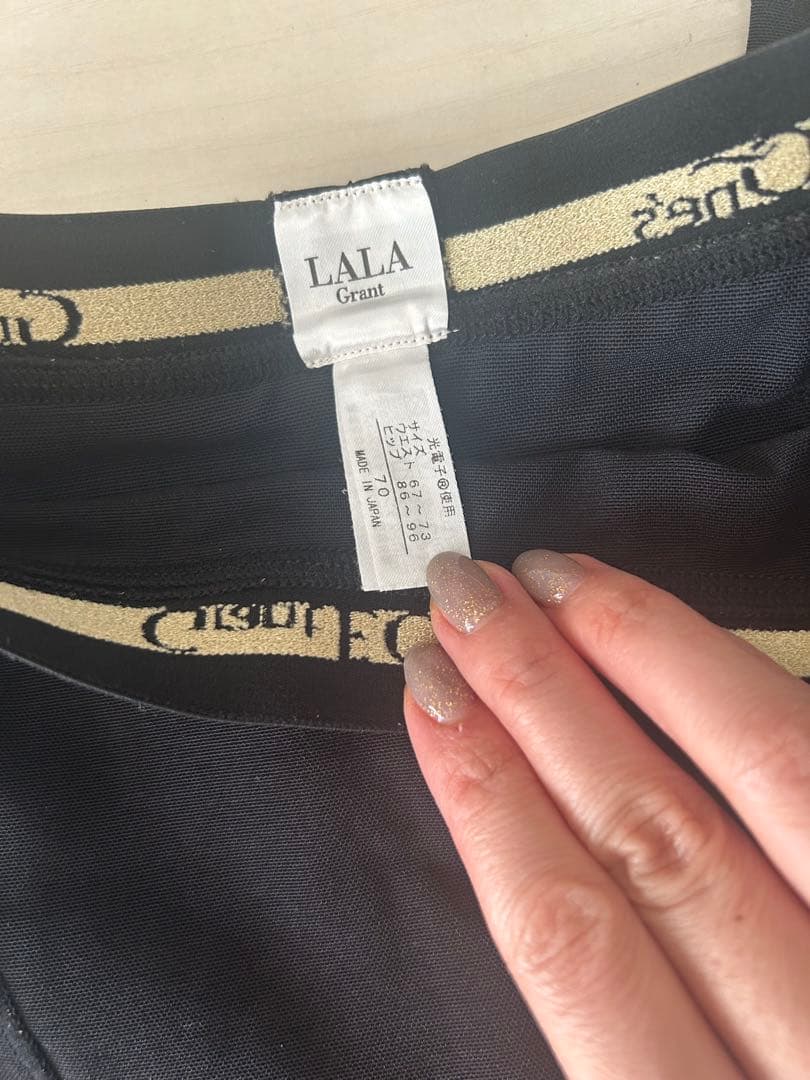 LALA
Grant
光電子®使用
サイズ
ウエスト 67～73
ヒップ 86～96
70
MADE IN JAPAN